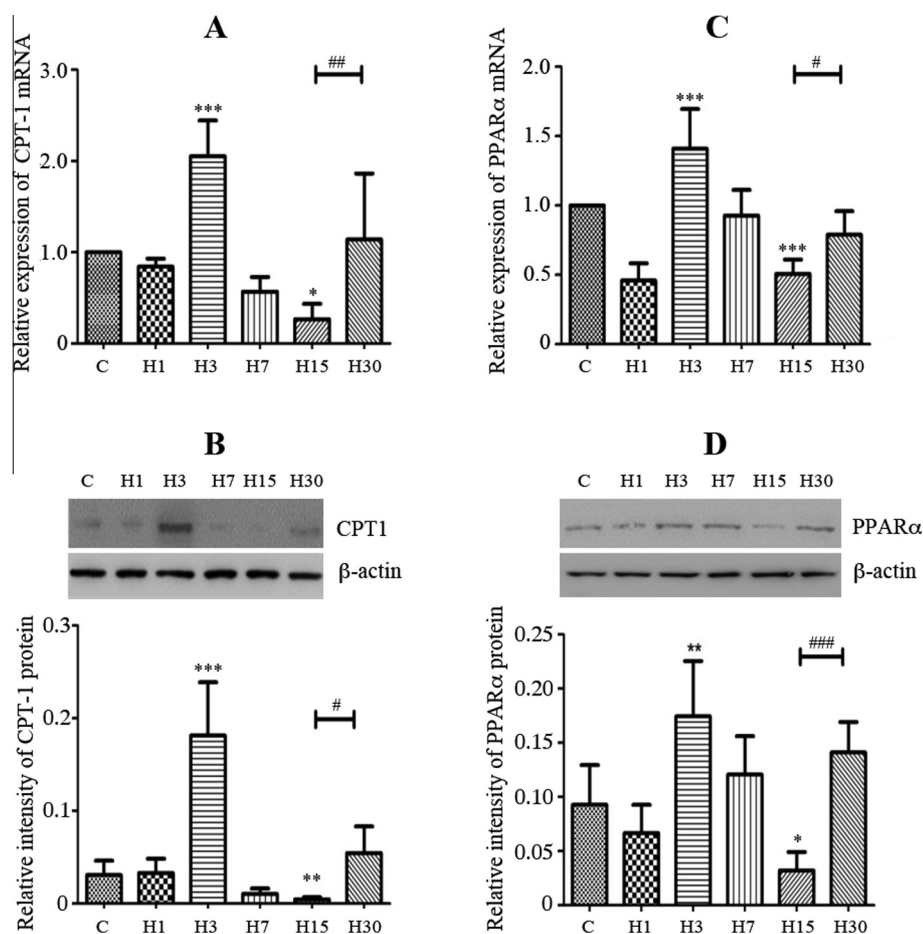 A
Relative expression of CPT-1 mRNA
3.0
2.0
1.0
0
***
*
##
C H1 H3 H7 H15 H30
C
Relative expression of PPARα mRNA
2.0
1.5
1.0
0.5
0
***
***
#
C H1 H3 H7 H15 H30
B
C H1 H3 H7 H15 H30
CPT1
β-actin
Relative intensity of CPT-1 protein
0.3
0.2
0.1
0
***
**
#
C H1 H3 H7 H15 H30
D
C H1 H3 H7 H15 H30
PPARα
β-actin
Relative intensity of PPARα protein
0.25
0.20
0.15
0.10
0.05
0
**
*
###
C H1 H3 H7 H15 H30